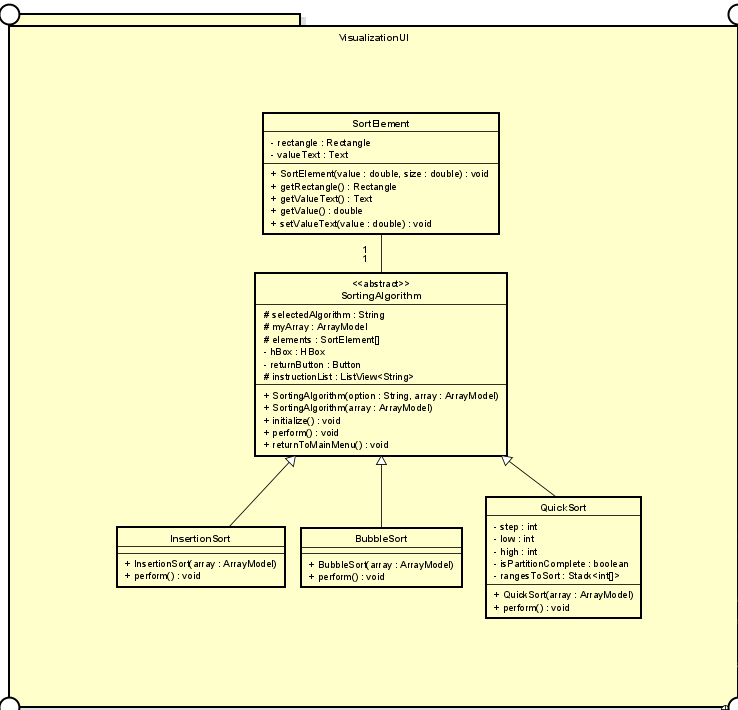 VisualizationUI
SortElement
- rectangle : Rectangle
- valueText : Text
+ SortElement(value : double, size : double) : void
+ getRectangle() : Rectangle
+ getValueText() : Text
+ getValue() : double
+ setValueText(value : double) : void
1
1
<<abstract>>
SortingAlgorithm
# selectedAlgorithm : String
# myArray : ArrayModel
# elements : SortElement[]
- hBox : HBox
- returnButton : Button
# instructionList : ListView<String>
+ SortingAlgorithm(option : String, array : ArrayModel)
+ SortingAlgorithm(array : ArrayModel)
+ initialize() : void
+ perform() : void
+ returnToMainMenu() : void
InsertionSort
+ InsertionSort(array : ArrayModel)
+ perform() : void
BubbleSort
+ BubbleSort(array : ArrayModel)
+ perform() : void
QuickSort
- step : int
- low : int
- high : int
- isPartitionComplete : boolean
- rangesToSort : Stack<int[]>
+ QuickSort(array : ArrayModel)
+ perform() : void